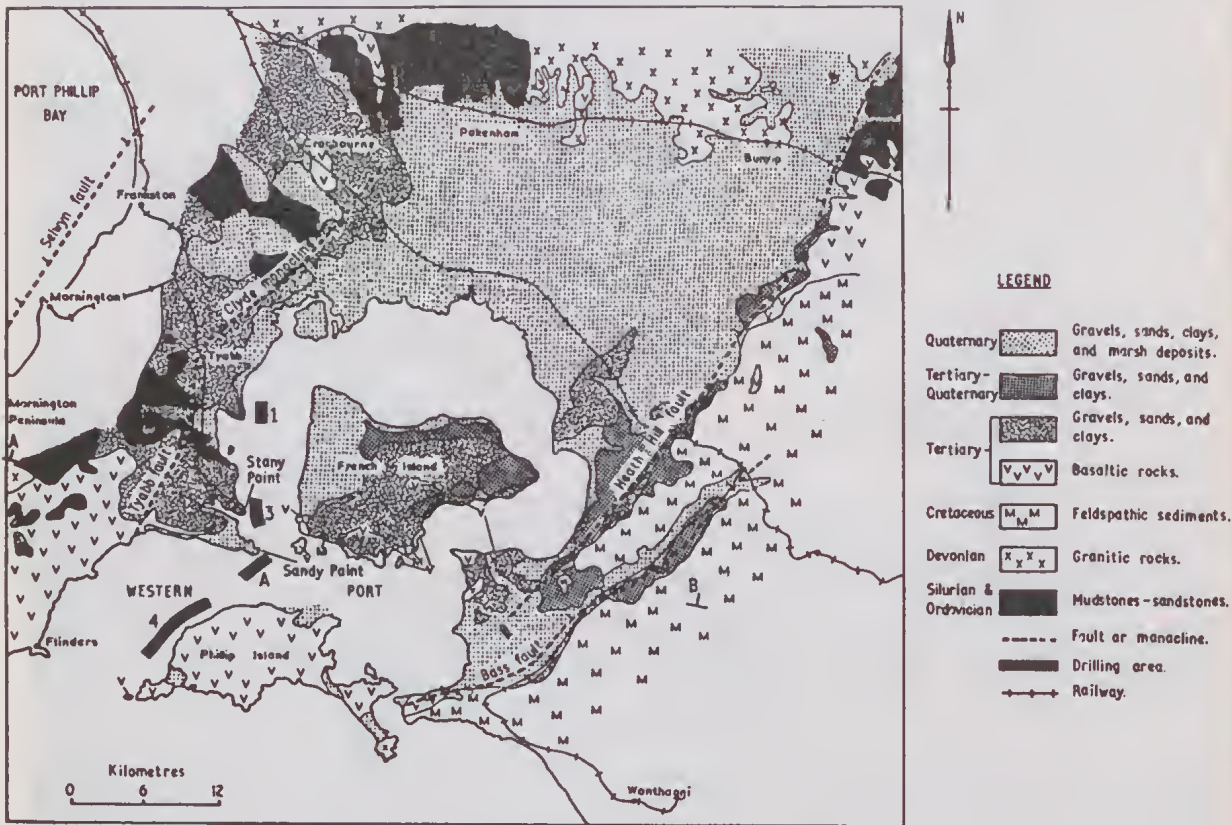 N
PORT PHILLIP
BAY
Selwyn fault
Frankston
Mornington
Cranbourne
Pakenham
Bunyip
Clyde monocline
Tyabb
Mornington
Peninsula
A
1
Stony
Point
Tyabb fault
3
French Island
Heath Hill fault
A
Sandy Point
WESTERN
PORT
4
Flinders
Phillip Island
Bass fault
B
Wonthaggi
Kilometres
0 6 12
LEGEND
Quaternary Gravels, sands, clays, and marsh deposits.
Tertiary-Quaternary Gravels, sands, and clays.
Tertiary Gravels, sands, and clays.
Basaltic rocks.
Cretaceous Feldspathic sediments.
Devonian Granitic rocks.
Silurian & Ordovician Mudstones-sandstones.
Fault or monocline.
Drilling area.
Railway.